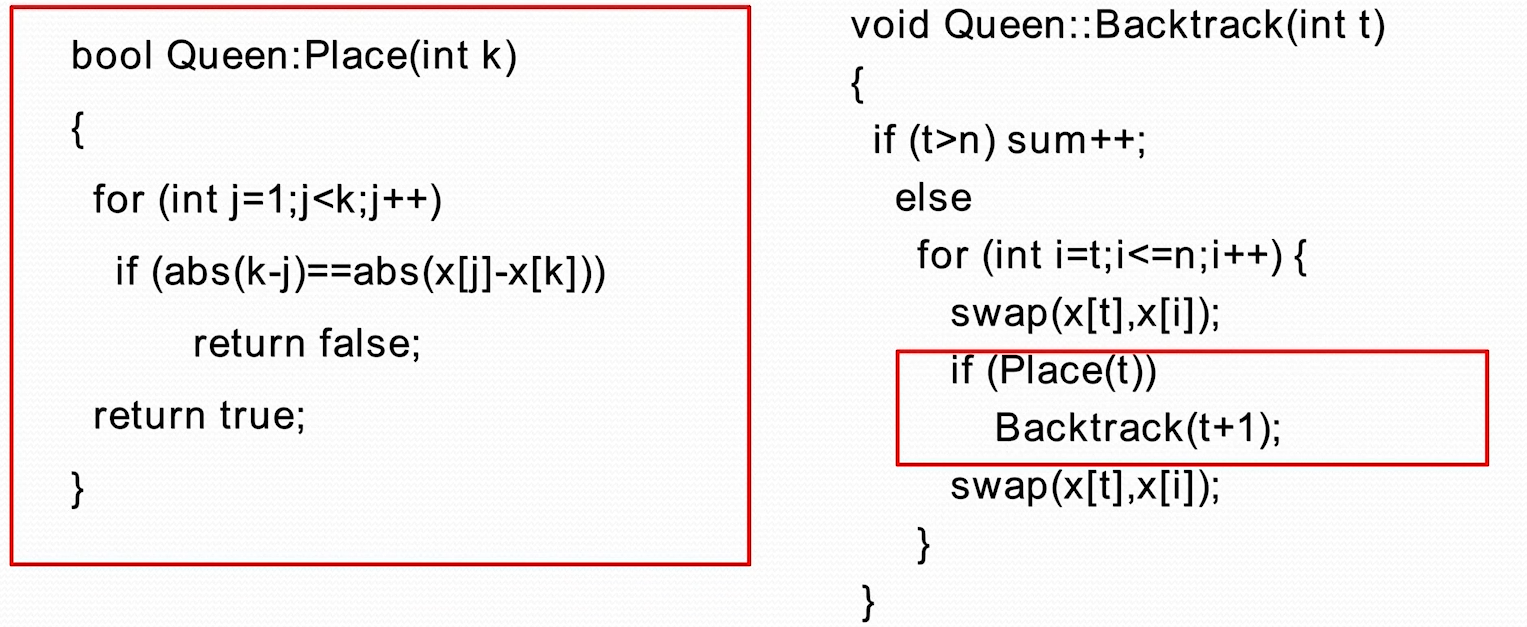 bool Queen:Place(int k)
{
for (int j=1;j<k;j++)
if (abs(k-j)==abs(x[j]-x[k]))
return false;
return true;
}
void Queen::Backtrack(int t)
{
if (t>n) sum++;
else
for (int i=t;i<=n;i++) {
swap(x[t],x[i]);
if (Place(t))
Backtrack(t+1);
swap(x[t],x[i]);
}
}